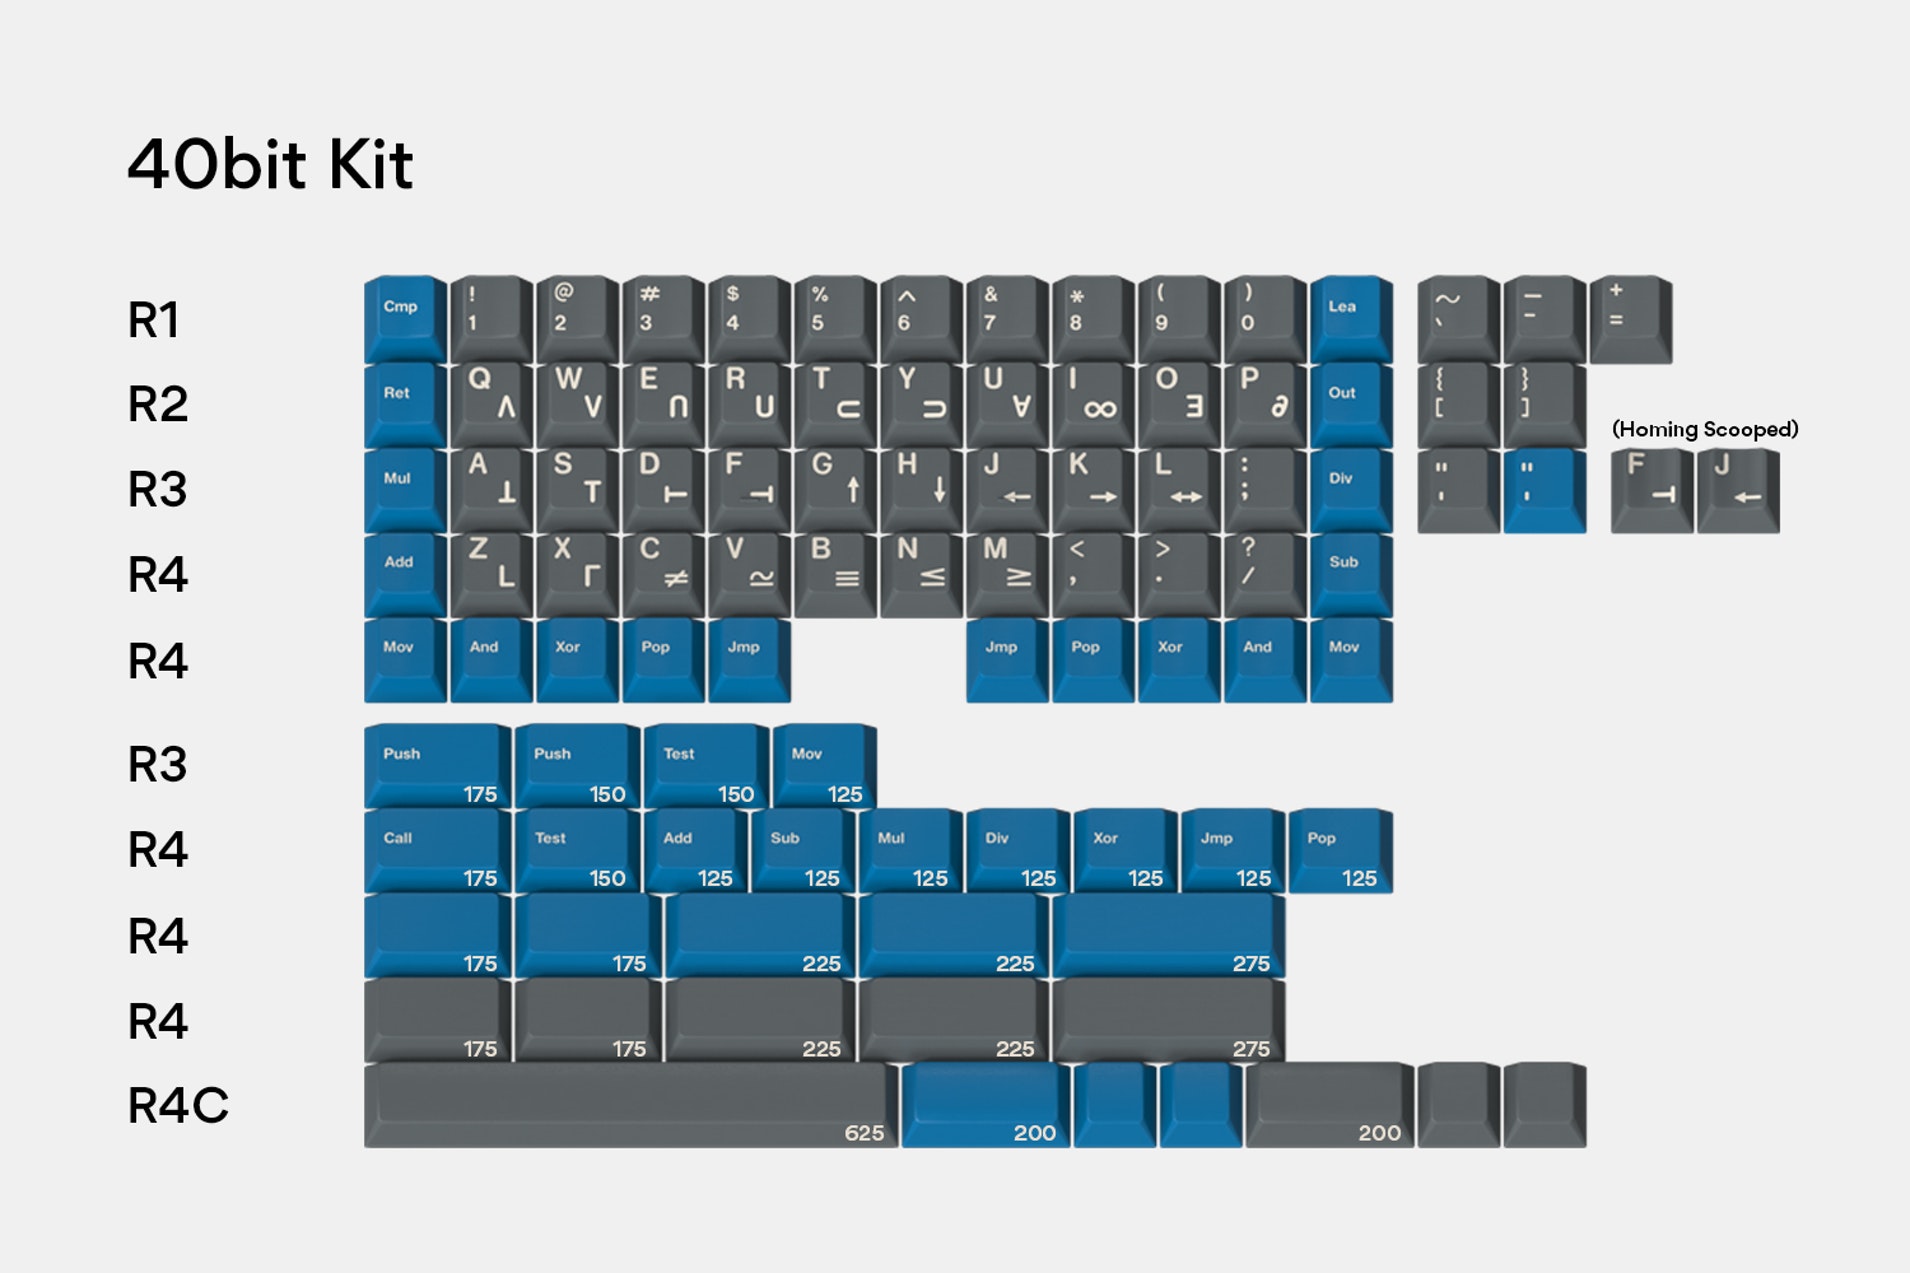 40bit Kit
R1
Cmp ! 1 @ 2 # 3 $ 4 % 5 ^ 6 & 7 * 8 ( 9 ) 0 Lea ~ ` _ - + =
R2
Ret Q ∧ W ∨ E ∩ R ∪ T ⊂ Y ⊃ U ∀ I ∞ O ∃ P ∂ Out { [ } ]
(Homing Scooped)
R3
Mul A ⊥ S ⊤ D ⊢ F ⊣ G ↑ H ↓ J ← K → L ↔ : ; Div " ' " ' F ⊣ J ←
R4
Add Z L X Γ C ≠ V ≃ B ≡ N ≤ M ≥ < , > . ? / Sub
R4
Mov And Xor Pop Jmp Jmp Pop Xor And Mov
R3
Push 175 Push 150 Test 150 Mov 125
R4
Call 175 Test 150 Add 125 Sub 125 Mul 125 Div 125 Xor 125 Jmp 125 Pop 125
R4
175 175 225 225 275
R4
175 175 225 225 275
R4C
625 200 200